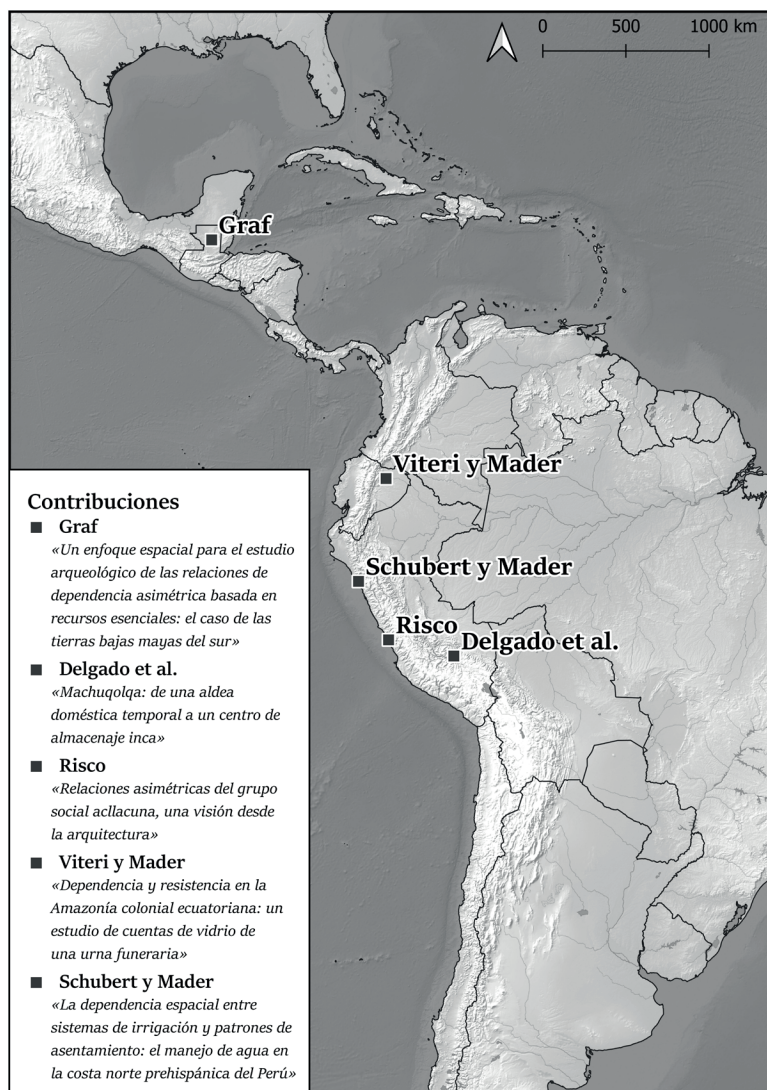 0 500 1000 km
Graf
Viteri y Mader
Schubert y Mader
Risco
Delgado et al.
Contribuciones
Graf
«Un enfoque espacial para el estudio
arqueológico de las relaciones de
dependencia asimétrica basada en
recursos esenciales: el caso de las
tierras bajas mayas del sur»
Delgado et al.
«Machuqolqa: de una aldea
doméstica temporal a un centro de
almacenaje inca»
Risco
«Relaciones asimétricas del grupo
social acllacuna, una visión desde
la arquitectura»
Viteri y Mader
«Dependencia y resistencia en la
Amazonía colonial ecuatoriana: un
estudio de cuentas de vidrio de
una urna funeraria»
Schubert y Mader
«La dependencia espacial entre
sistemas de irrigación y patrones de
asentamiento: el manejo de agua en
la costa norte prehispánica del Perú»